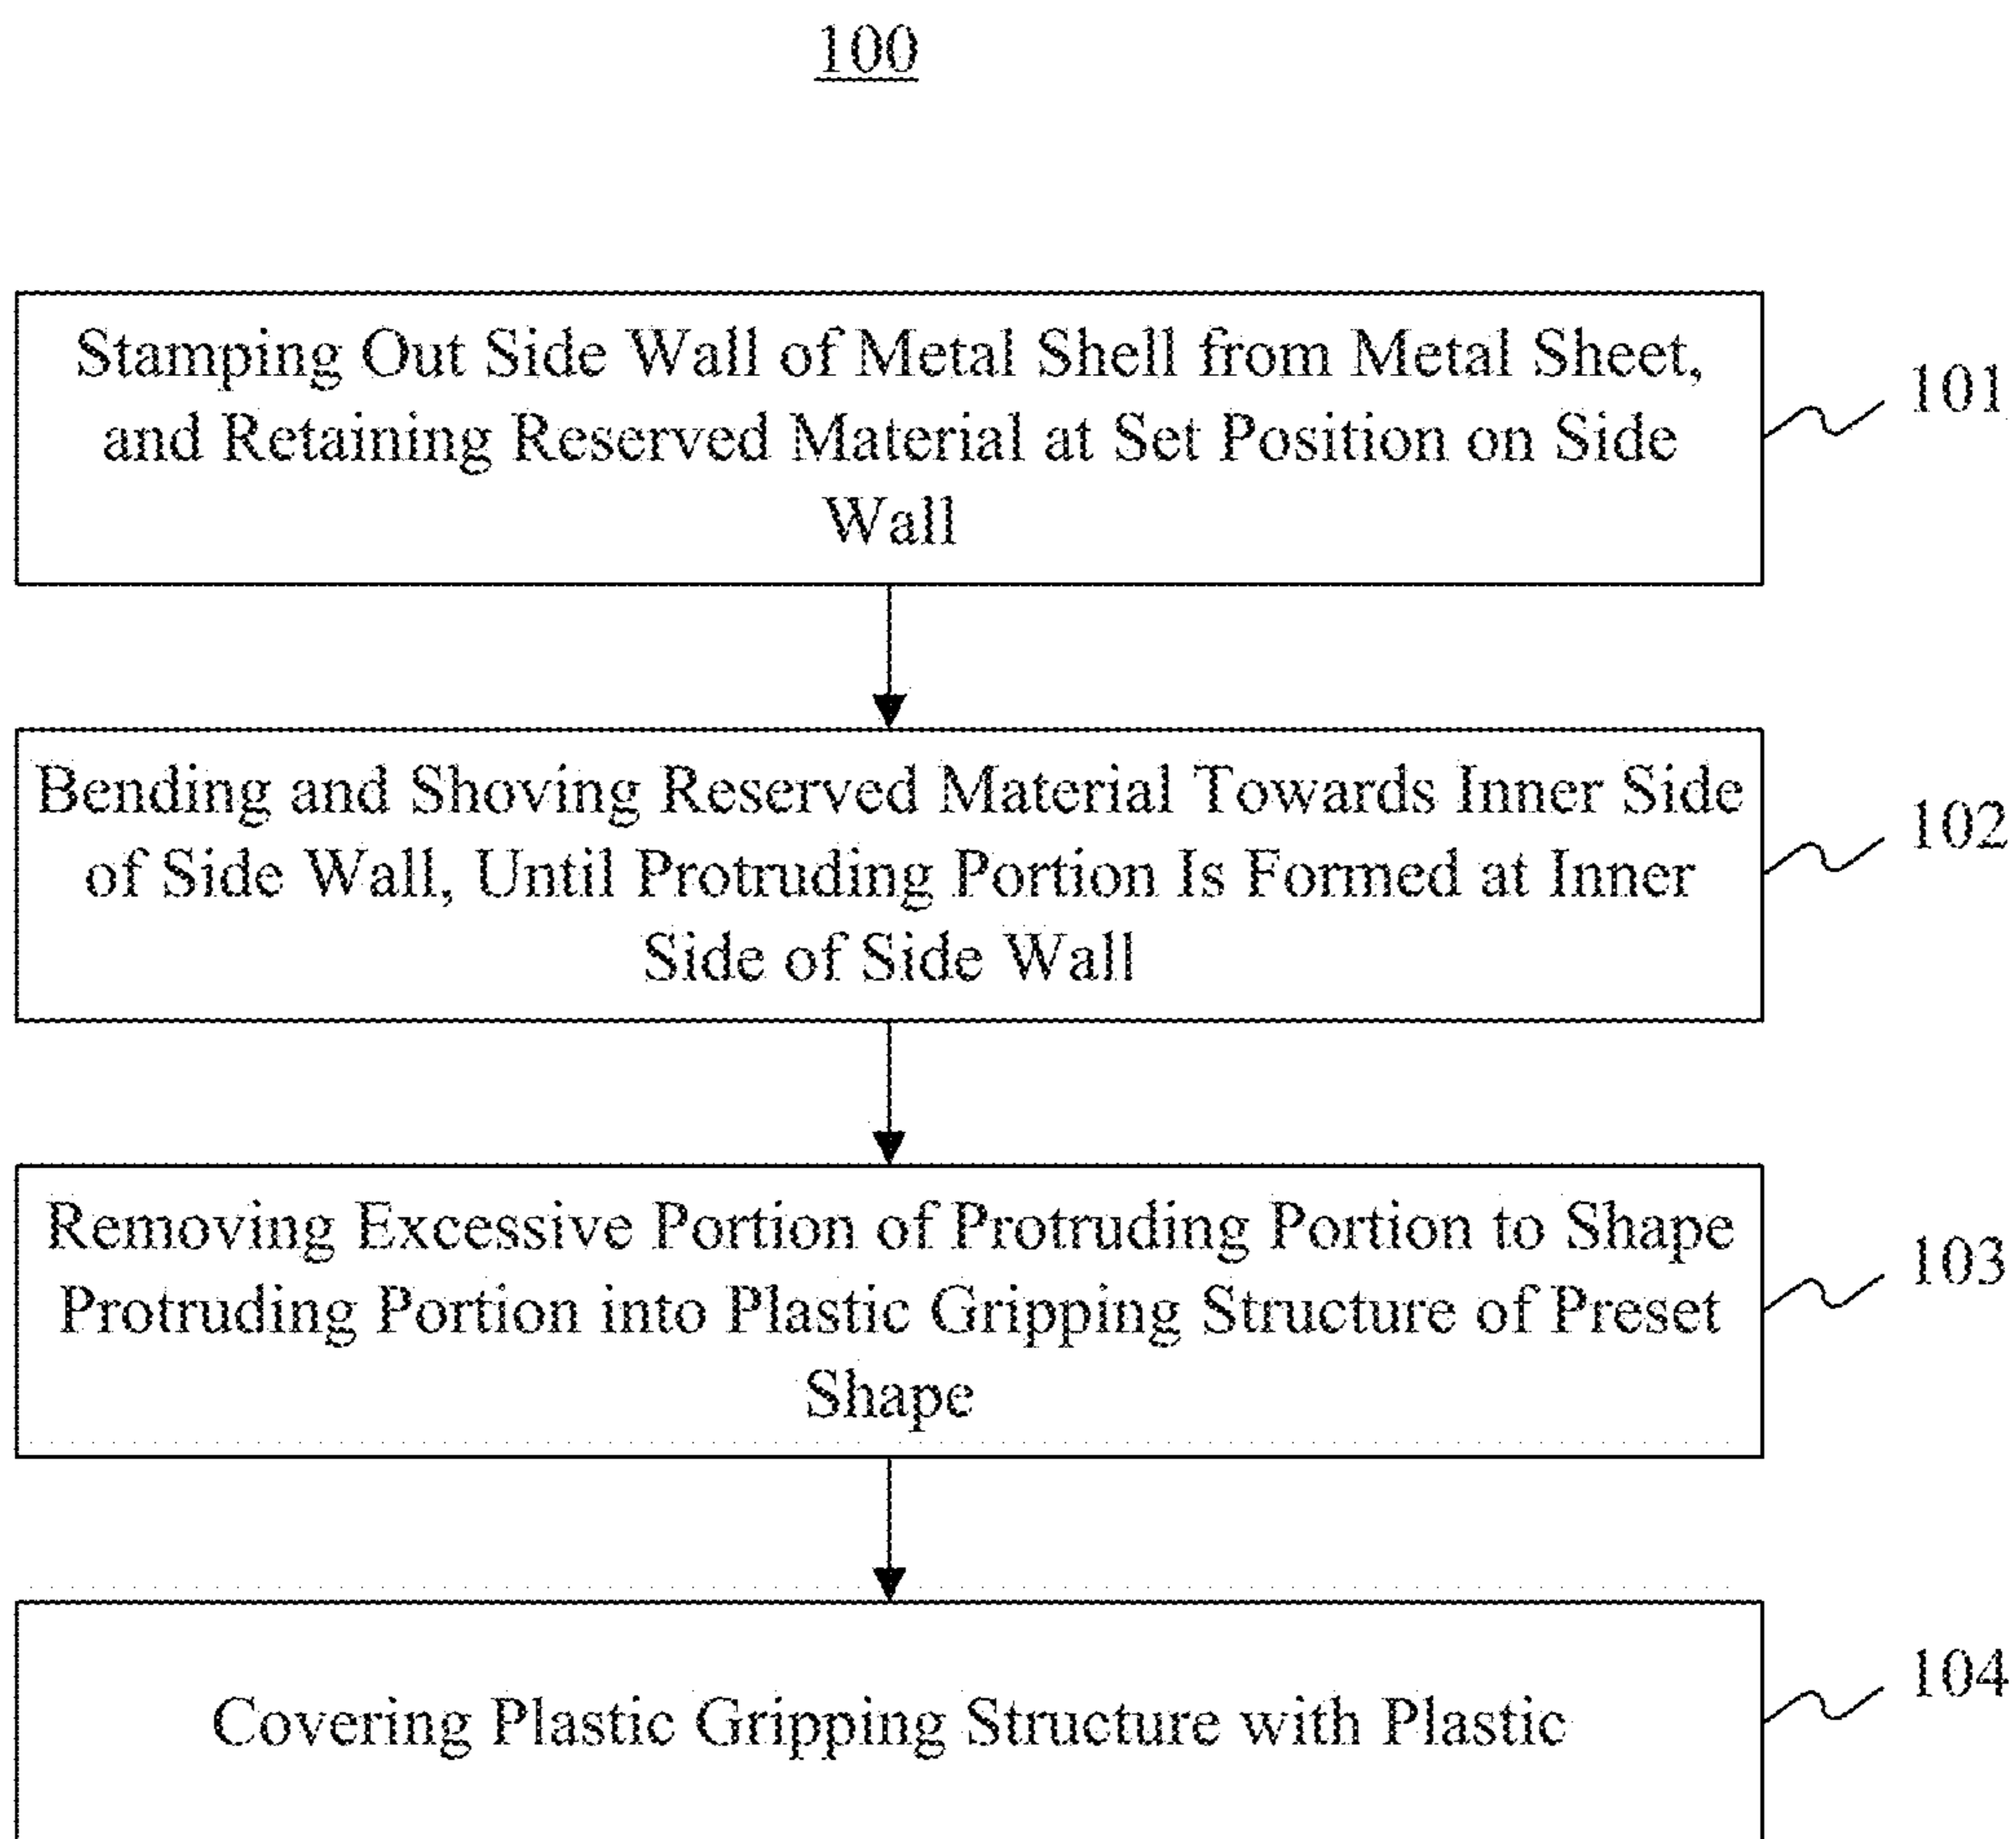 100
Stamping Out Side Wall of Metal Shell from Metal Sheet,
and Retaining Reserved Material at Set Position on Side
Wall
101
Bending and Shoving Reserved Material Towards Inner Side
of Side Wall, Until Protruding Portion Is Formed at Inner
Side of Side Wall
102
Removing Excessive Portion of Protruding Portion to Shape
Protruding Portion into Plastic Gripping Structure of Preset
Shape
103
Covering Plastic Gripping Structure with Plastic
104